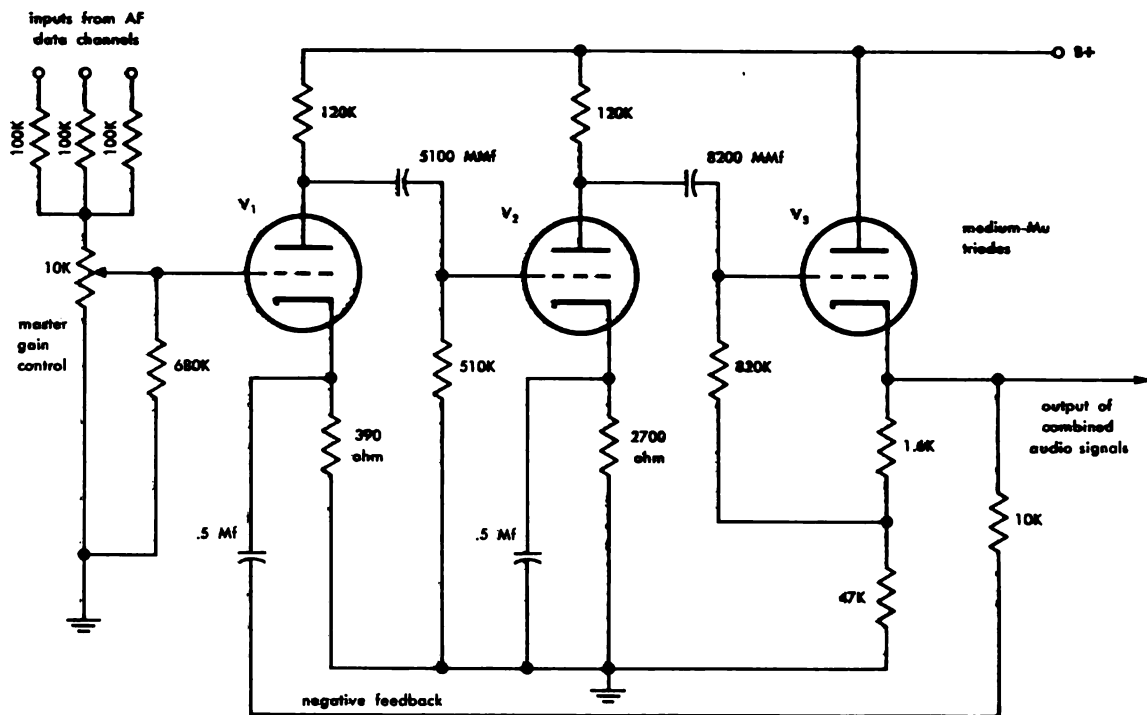 inputs from AF
data channels
B+
100K
100K
100K
120K
120K
5100 MMf
8200 MMf
V1
V2
V3
medium-Mu
triodes
10K
master
gain
control
680K
510K
820K
390
ohm
2700
ohm
1.6K
output of
combined
audio signals
10K
.5 Mf
.5 Mf
47K
negative feedback